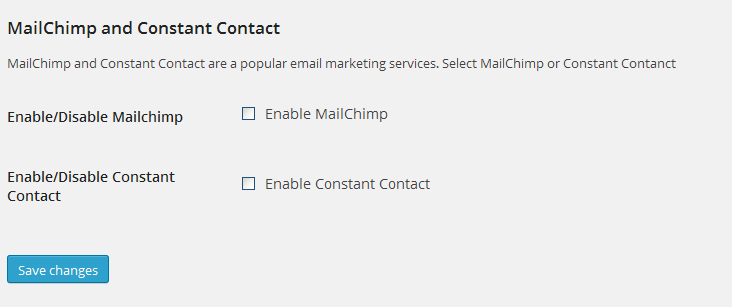 MailChimp and Constant Contact
MailChimp and Constant Contact are a popular email marketing services. Select MailChimp or Constant Contanct
Enable/Disable Mailchimp
Enable MailChimp
Enable/Disable Constant
Contact
Enable Constant Contact
Save changes